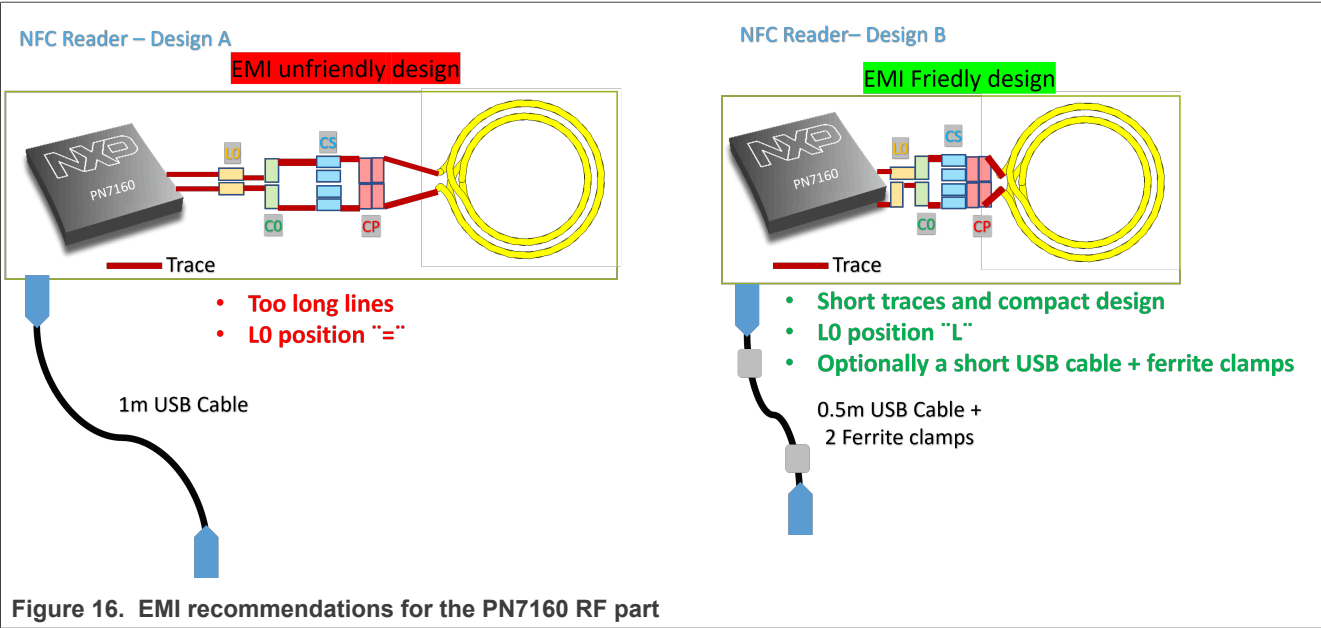 NFC Reader – Design A
EMI unfriendly design
NXP
PN7160
L0
CS
C0
CP
Trace
• Too long lines
• L0 position ¨=¨
1m USB Cable
NFC Reader– Design B
EMI Friedly design
NXP
PN7160
L0
CS
C0
CP
Trace
• Short traces and compact design
• L0 position ¨L¨
• Optionally a short USB cable + ferrite clamps
0.5m USB Cable +
2 Ferrite clamps
Figure 16. EMI recommendations for the PN7160 RF part